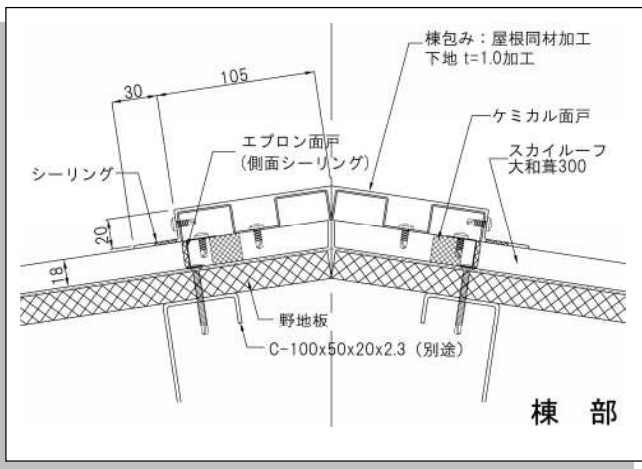 棟包み：屋根同材加工
下地 t=1.0加工
105
30
ケミカル面戸
エプロン面戸
(側面シーリング)
スカイルーフ
大和葺300
シーリング
20
18
野地板
C-100x50x20x2.3（別途）
棟 部